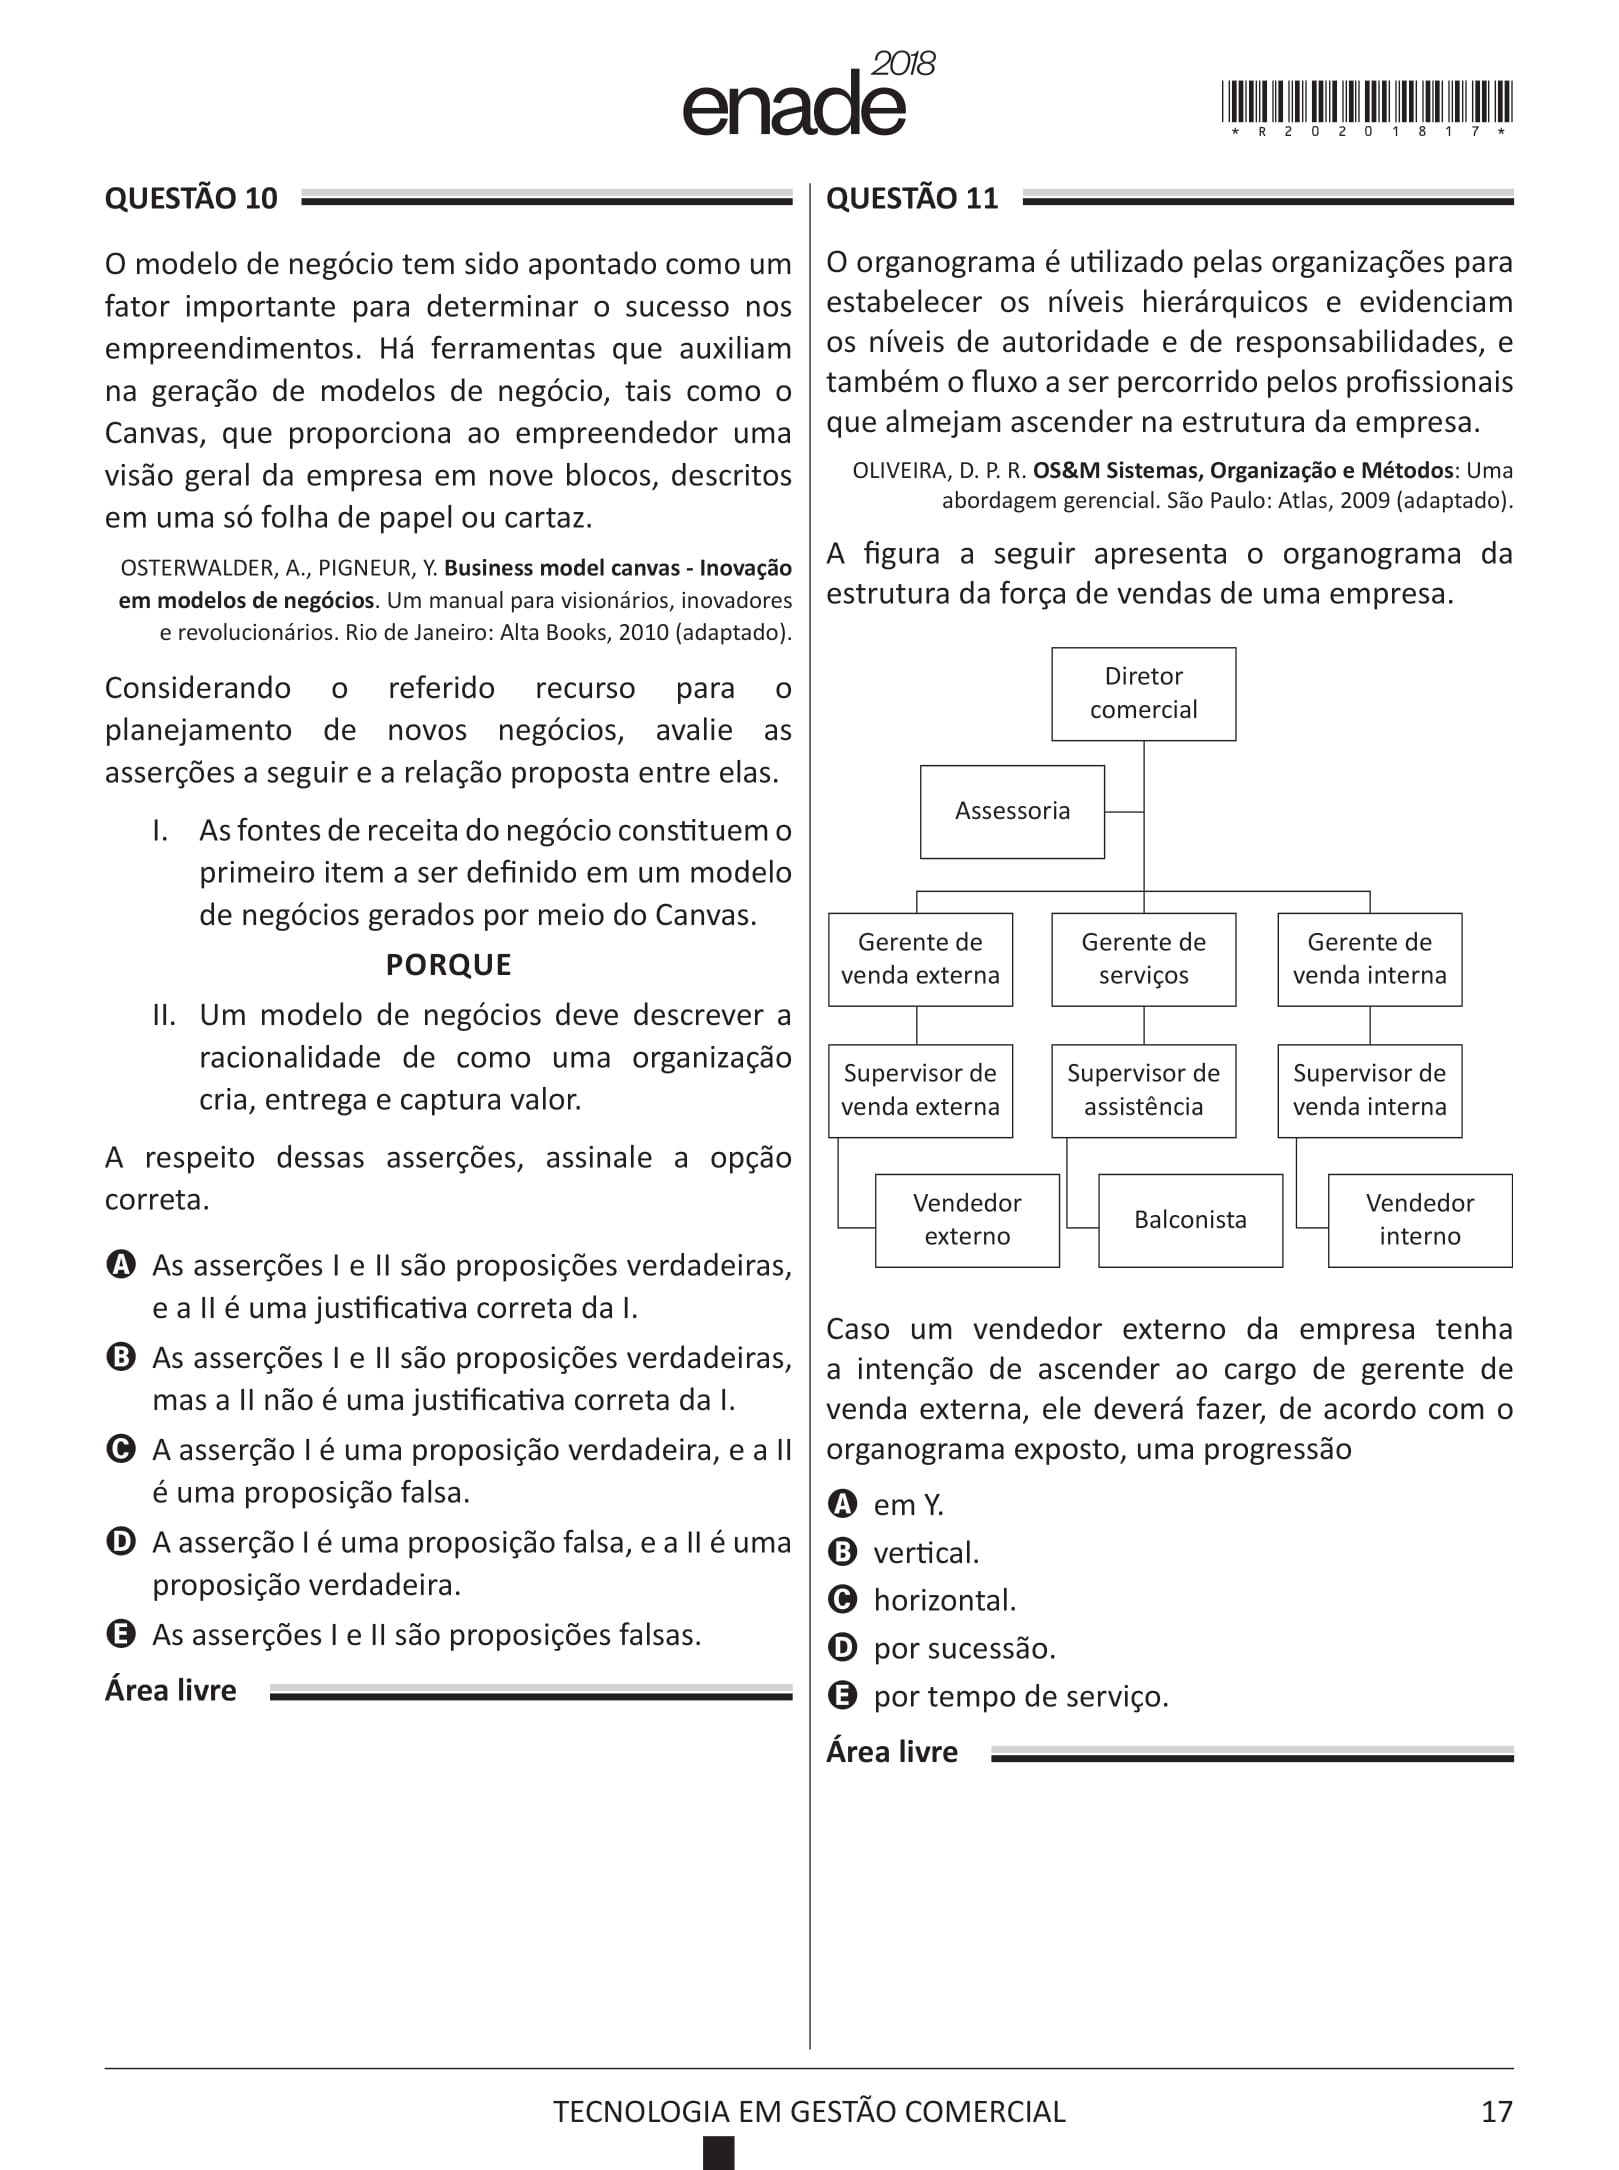 enade 2018
* R 2 0 2 0 1 8 1 7 *
QUESTÃO 10
O modelo de negócio tem sido apontado como um
fator importante para determinar o sucesso nos
empreendimentos. Há ferramentas que auxiliam
na geração de modelos de negócio, tais como o
Canvas, que proporciona ao empreendedor uma
visão geral da empresa em nove blocos, descritos
em uma só folha de papel ou cartaz.
OSTERWALDER, A., PIGNEUR, Y. Business model canvas - Inovação
em modelos de negócios. Um manual para visionários, inovadores
e revolucionários. Rio de Janeiro: Alta Books, 2010 (adaptado).
Considerando o referido recurso para o
planejamento de novos negócios, avalie as
asserções a seguir e a relação proposta entre elas.
I. As fontes de receita do negócio constituem o
primeiro item a ser definido em um modelo
de negócios gerados por meio do Canvas.
PORQUE
II. Um modelo de negócios deve descrever a
racionalidade de como uma organização
cria, entrega e captura valor.
A respeito dessas asserções, assinale a opção
correta.
A As asserções I e II são proposições verdadeiras,
e a II é uma justificativa correta da I.
B As asserções I e II são proposições verdadeiras,
mas a II não é uma justificativa correta da I.
C A asserção I é uma proposição verdadeira, e a II
é uma proposição falsa.
D A asserção I é uma proposição falsa, e a II é uma
proposição verdadeira.
E As asserções I e II são proposições falsas.
Área livre
QUESTÃO 11
O organograma é utilizado pelas organizações para
estabelecer os níveis hierárquicos e evidenciam
os níveis de autoridade e de responsabilidades, e
também o fluxo a ser percorrido pelos profissionais
que almejam ascender na estrutura da empresa.
OLIVEIRA, D. P. R. OS&M Sistemas, Organização e Métodos: Uma
abordagem gerencial. São Paulo: Atlas, 2009 (adaptado).
A figura a seguir apresenta o organograma da
estrutura da força de vendas de uma empresa.
Diretor
comercial
Assessoria
Gerente de
venda externa
Gerente de
serviços
Gerente de
venda interna
Supervisor de
venda externa
Supervisor de
assistência
Supervisor de
venda interna
Vendedor
externo
Balconista
Vendedor
interno
Caso um vendedor externo da empresa tenha
a intenção de ascender ao cargo de gerente de
venda externa, ele deverá fazer, de acordo com o
organograma exposto, uma progressão
A em Y.
B vertical.
C horizontal.
D por sucessão.
E por tempo de serviço.
Área livre
TECNOLOGIA EM GESTÃO COMERCIAL
17